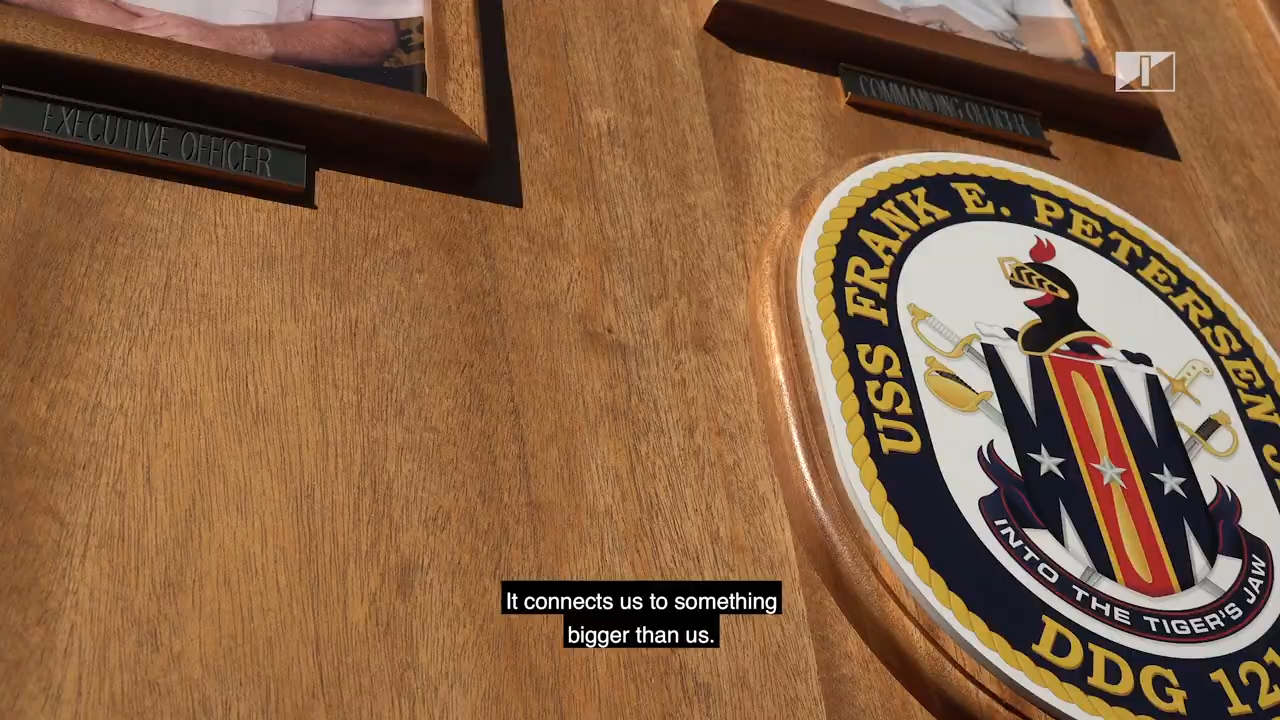 EXECUTIVE OFFICER
COMMANDING OFFICER
I
USS FRANK E. PETERSEN
INTO THE TIGER'S JAW
DDG 121
It connects us to something
bigger than us.